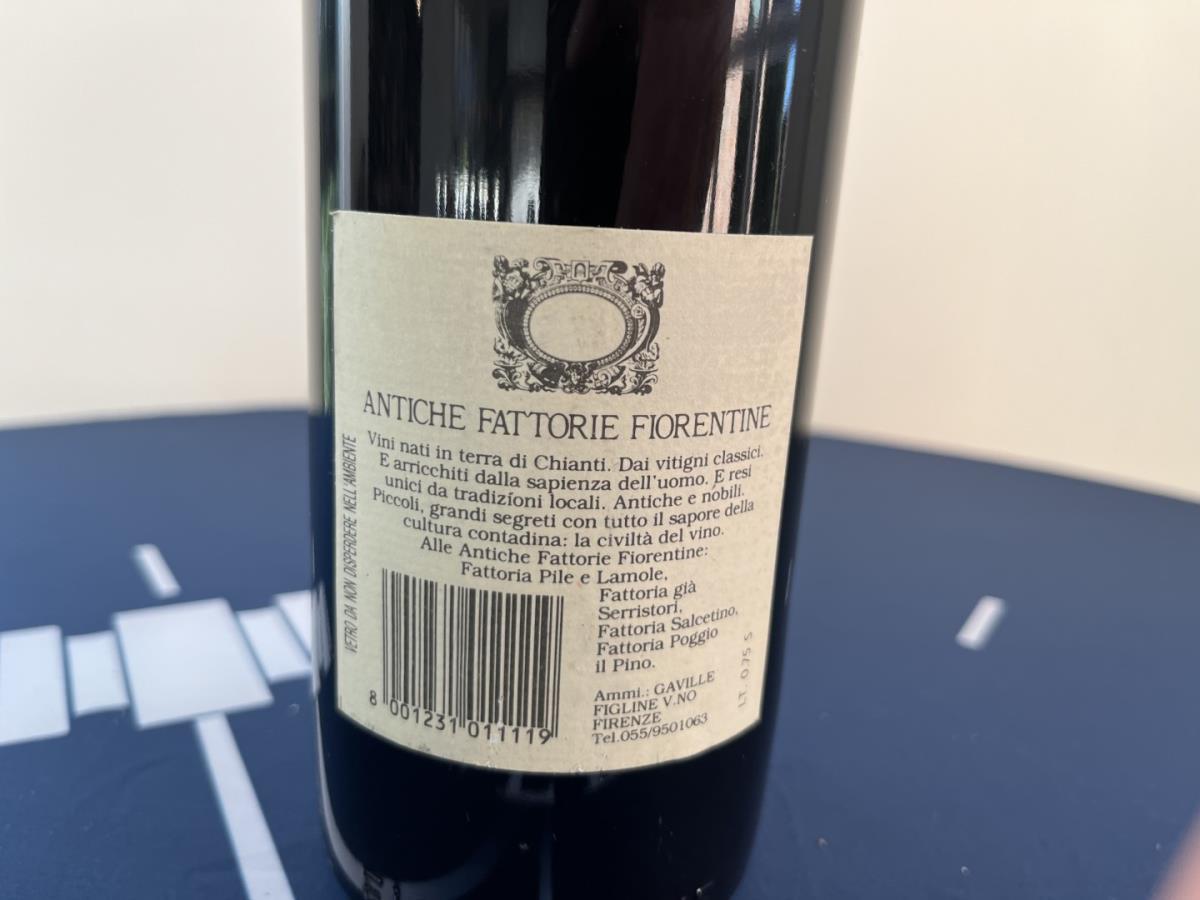 ANTICHE FATTORIE FIORENTINE
Vini nati in terra di Chianti. Dai vitigni classici.
E arricchiti dalla sapienza dell'uomo. E resi
unici da tradizioni locali. Antiche e nobili.
Piccoli, grandi segreti con tutto il sapore della
cultura contadina: la civiltà del vino.
Alle Antiche Fattorie Fiorentine:
Fattoria Pile e Lamole,
Fattoria già
Serristori,
Fattoria Salcetino,
Fattoria Poggio
il Pino.
Ammi.: GAVILLE
FIGLINE V.NO
FIRENZE
Tel.055/9501063
8 001231 011119
VETRO DA NON DISPERDERE NELL'AMBIENTE
LT. 0,75 S